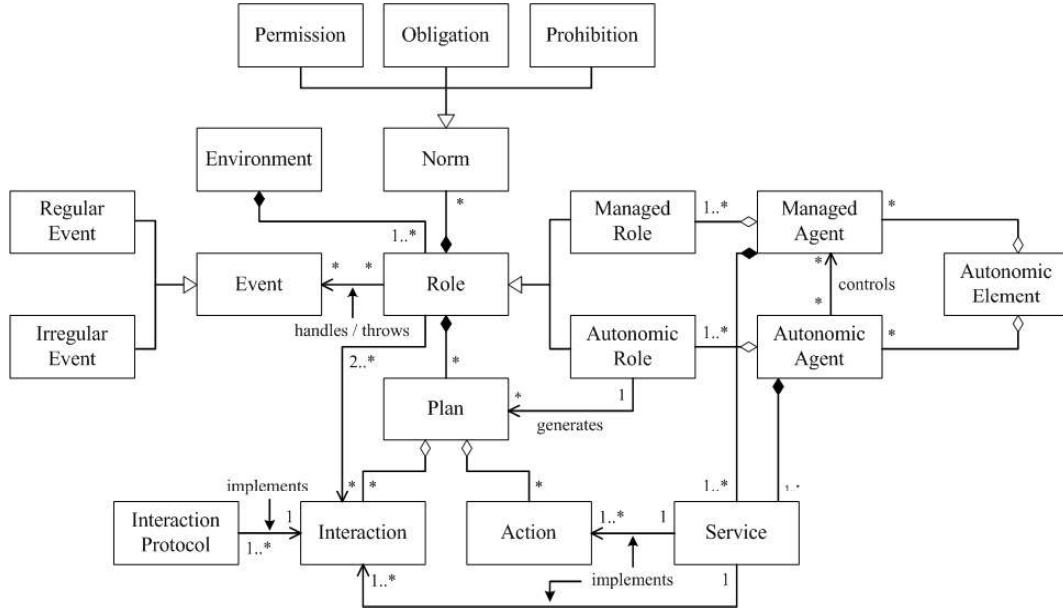 Permission
Obligation
Prohibition
Environment
Norm
*
Regular
Event
Managed
Role
1..*
Managed
Agent
*
1..*
Event
*
*
Role
*
controls
Autonomic
Element
handles / throws
*
Irregular
Event
Autonomic
Role
1..*
Autonomic
Agent
*
2..*
*
Plan
*
1
generates
implements
*
*
*
1..*
1..*
Interaction
Protocol
1
1..*
Interaction
Action
1..*
1
Service
1..*
implements
1